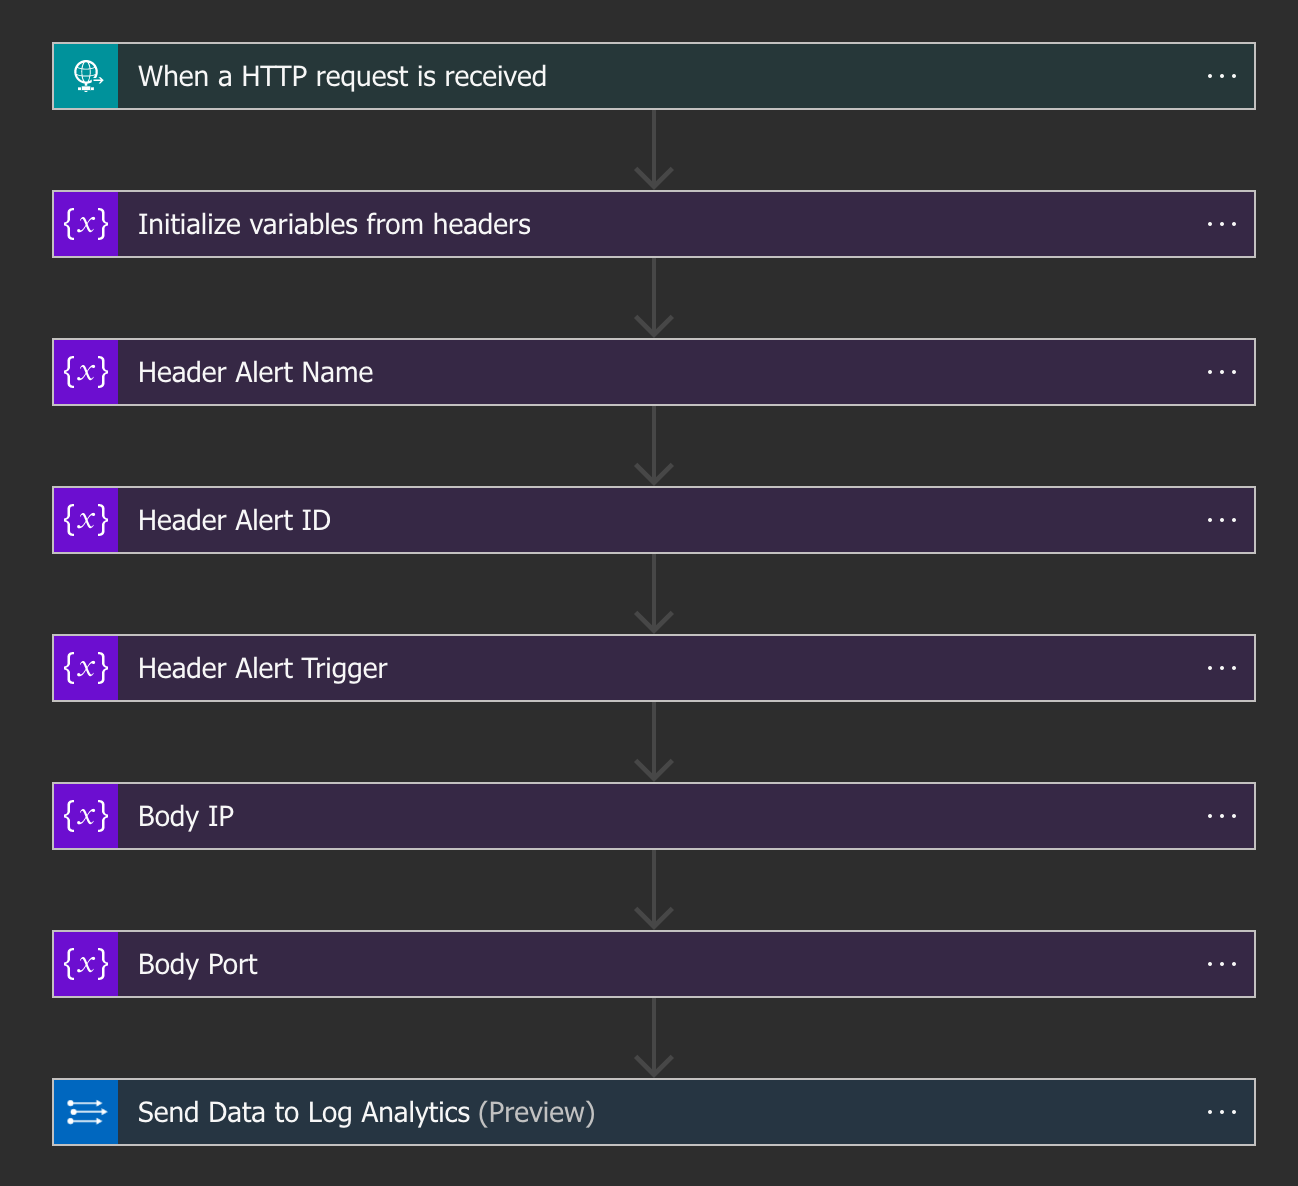 When a HTTP request is received
{x} Initialize variables from headers
{x} Header Alert Name
{x} Header Alert ID
{x} Header Alert Trigger
{x} Body IP
{x} Body Port
Send Data to Log Analytics (Preview)